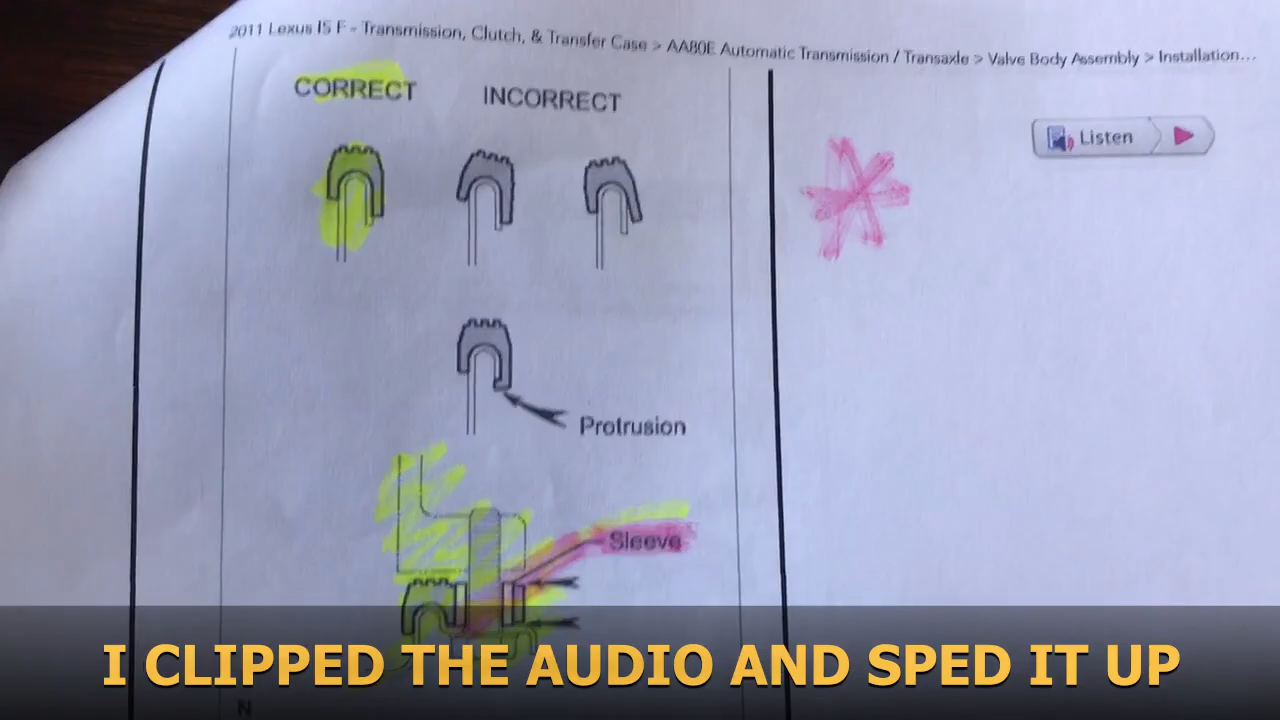 2011 Lexus IS F - Transmission, Clutch, & Transfer Case > AA80E Automatic Transmission / Transaxle > Valve Body Assembly > Installation...
CORRECT INCORRECT
Listen
Protrusion
Sleeve
N
I CLIPPED THE AUDIO AND SPED IT UP